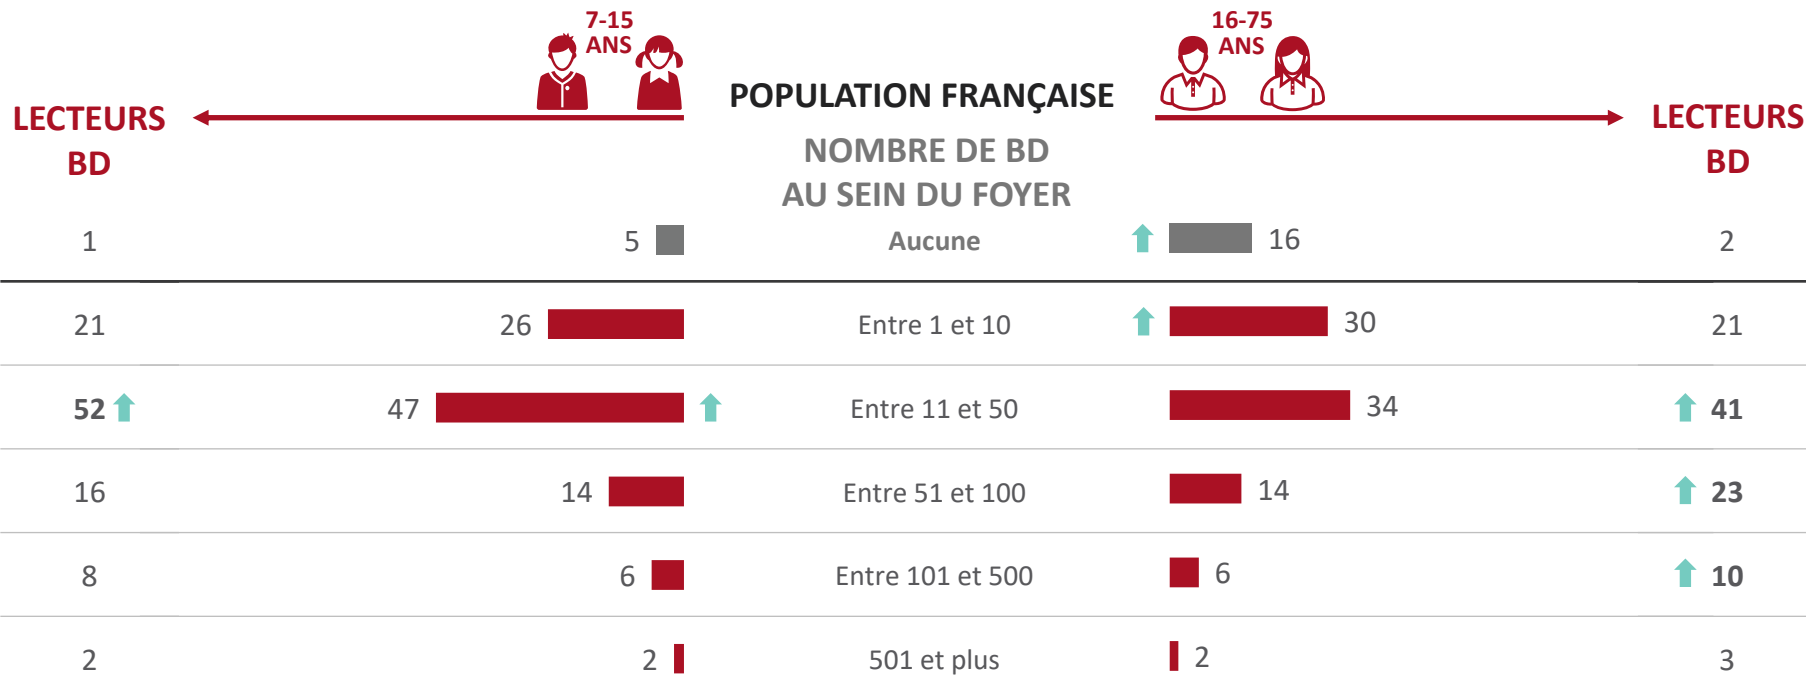 7-15
ANS
16-75
ANS
POPULATION FRANÇAISE
LECTEURS
BD
LECTEURS
BD
NOMBRE DE BD
AU SEIN DU FOYER
1 5 Aucune 16 2
21 26 Entre 1 et 10 30 21
52 47 Entre 11 et 50 34 41
16 14 Entre 51 et 100 14 23
8 6 Entre 101 et 500 6 10
2 2 501 et plus 2 3